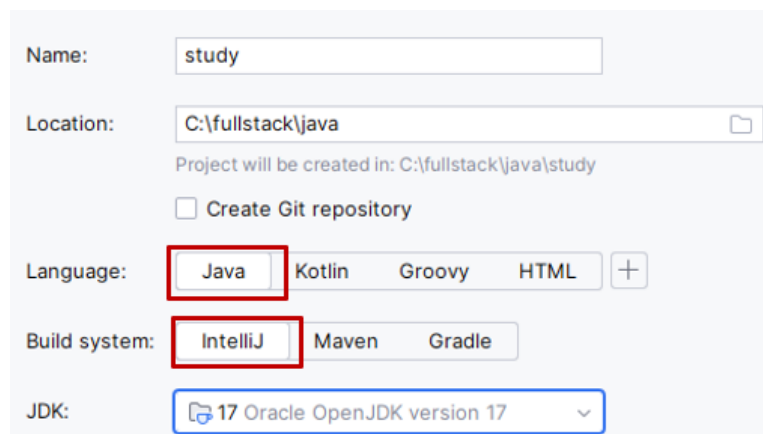 Name: study
Location: C:\fullstack\java
Project will be created in: C:\fullstack\java\study
Create Git repository
Language: Java Kotlin Groovy HTML
Build system: IntelliJ Maven Gradle
JDK: 17 Oracle OpenJDK version 17